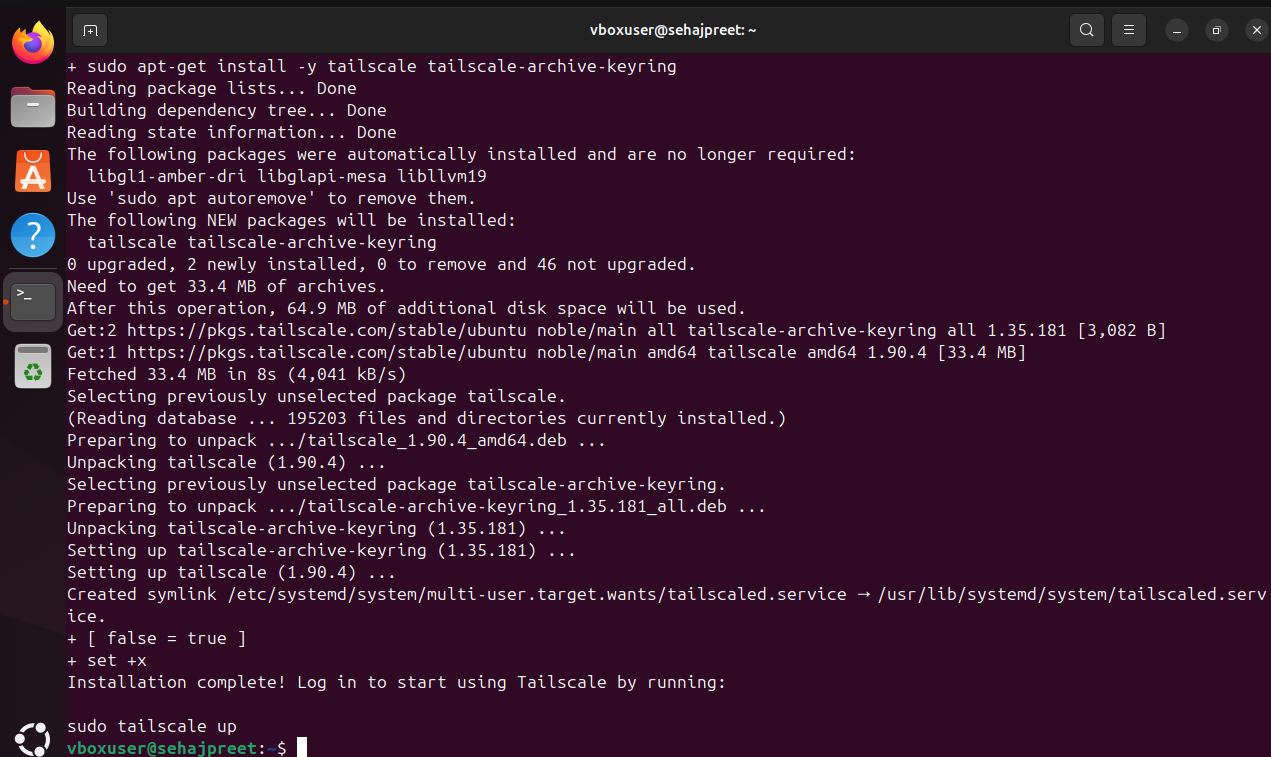 vboxuser@sehajpreet: ~
+ sudo apt-get install -y tailscale tailscale-archive-keyring
Reading package lists... Done
Building dependency tree... Done
Reading state information... Done
The following packages were automatically installed and are no longer required:
  libgl1-amber-dri libglapi-mesa libllvm19
Use 'sudo apt autoremove' to remove them.
The following NEW packages will be installed:
  tailscale tailscale-archive-keyring
0 upgraded, 2 newly installed, 0 to remove and 46 not upgraded.
Need to get 33.4 MB of archives.
After this operation, 64.9 MB of additional disk space will be used.
Get:2 https://pkgs.tailscale.com/stable/ubuntu noble/main all tailscale-archive-keyring all 1.35.181 [3,082 B]
Get:1 https://pkgs.tailscale.com/stable/ubuntu noble/main amd64 tailscale amd64 1.90.4 [33.4 MB]
Fetched 33.4 MB in 8s (4,041 kB/s)
Selecting previously unselected package tailscale.
(Reading database ... 195203 files and directories currently installed.)
Preparing to unpack .../tailscale_1.90.4_amd64.deb ...
Unpacking tailscale (1.90.4) ...
Selecting previously unselected package tailscale-archive-keyring.
Preparing to unpack .../tailscale-archive-keyring_1.35.181_all.deb ...
Unpacking tailscale-archive-keyring (1.35.181) ...
Setting up tailscale-archive-keyring (1.35.181) ...
Setting up tailscale (1.90.4) ...
Created symlink /etc/systemd/system/multi-user.target.wants/tailscaled.service → /usr/lib/systemd/system/tailscaled.serv
ice.
+ [ false = true ]
+ set +x
Installation complete! Log in to start using Tailscale by running:
sudo tailscale up
vboxuser@sehajpreet:~$